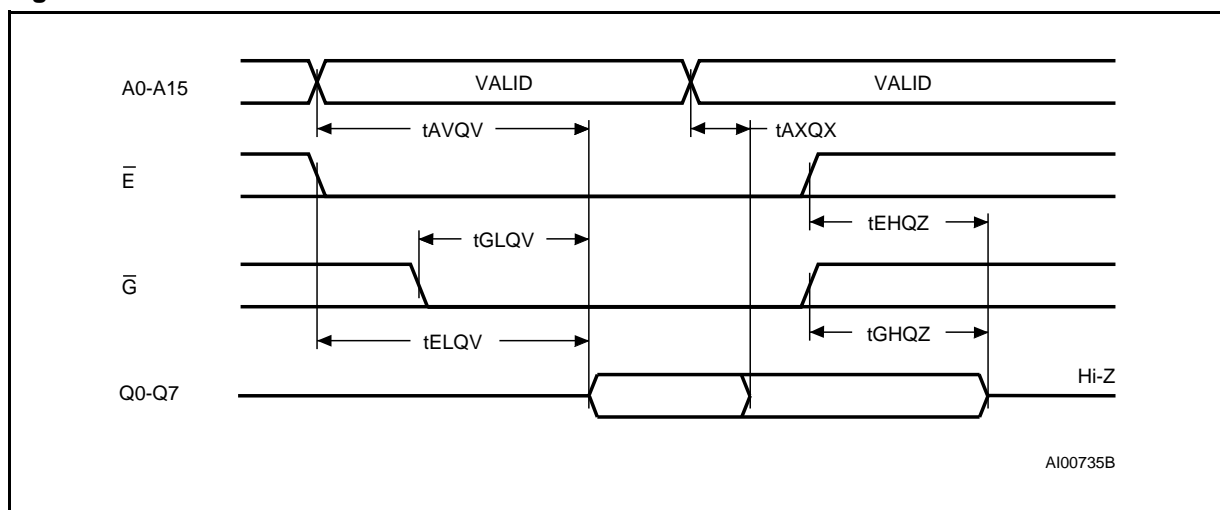 A0-A15
VALID
VALID
tAVQV
tAXQX
E̅
tEHQZ
tGLQV
G̅
tGHQZ
tELQV
Q0-Q7
Hi-Z
AI00735B